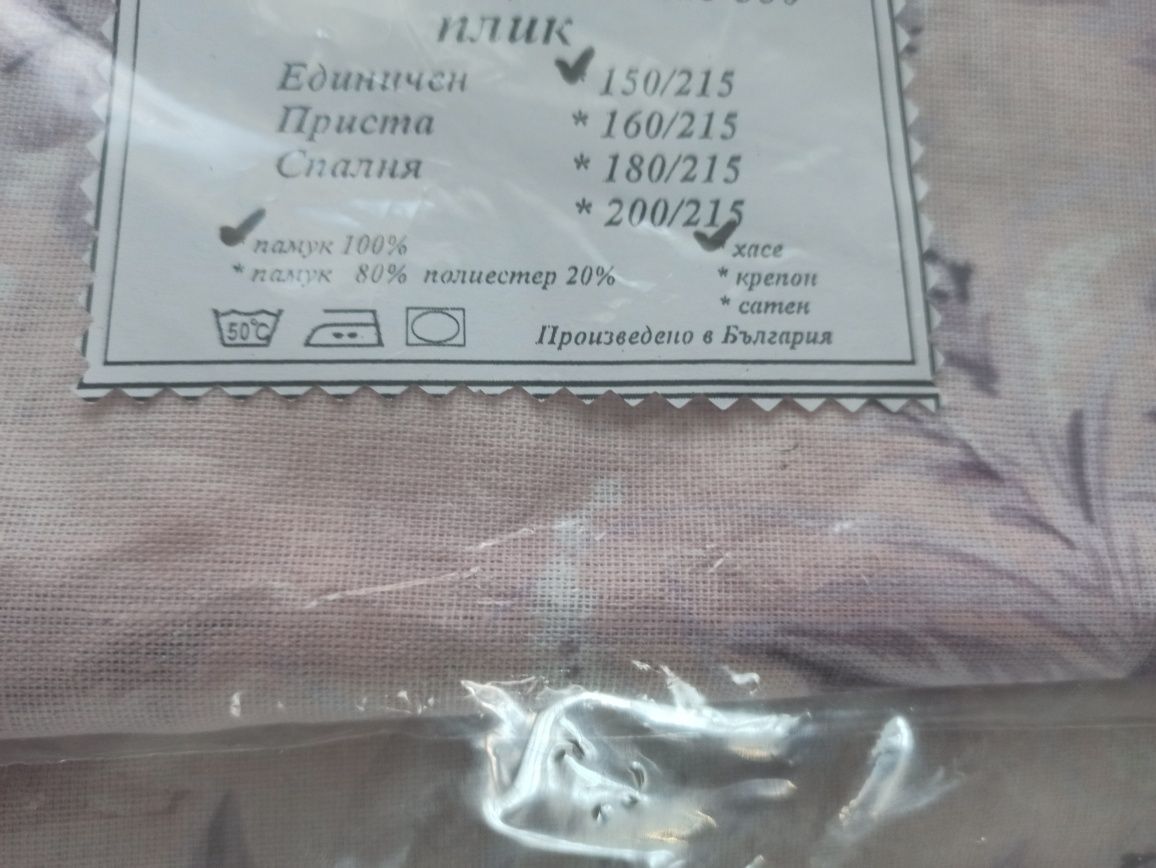 плик
Единичен 150/215
Приста * 160/215
Спалня * 180/215
* 200/215
памук 100% хасе
* памук 80% полиестер 20% * крепон
* сатен
50°C Произведено в България